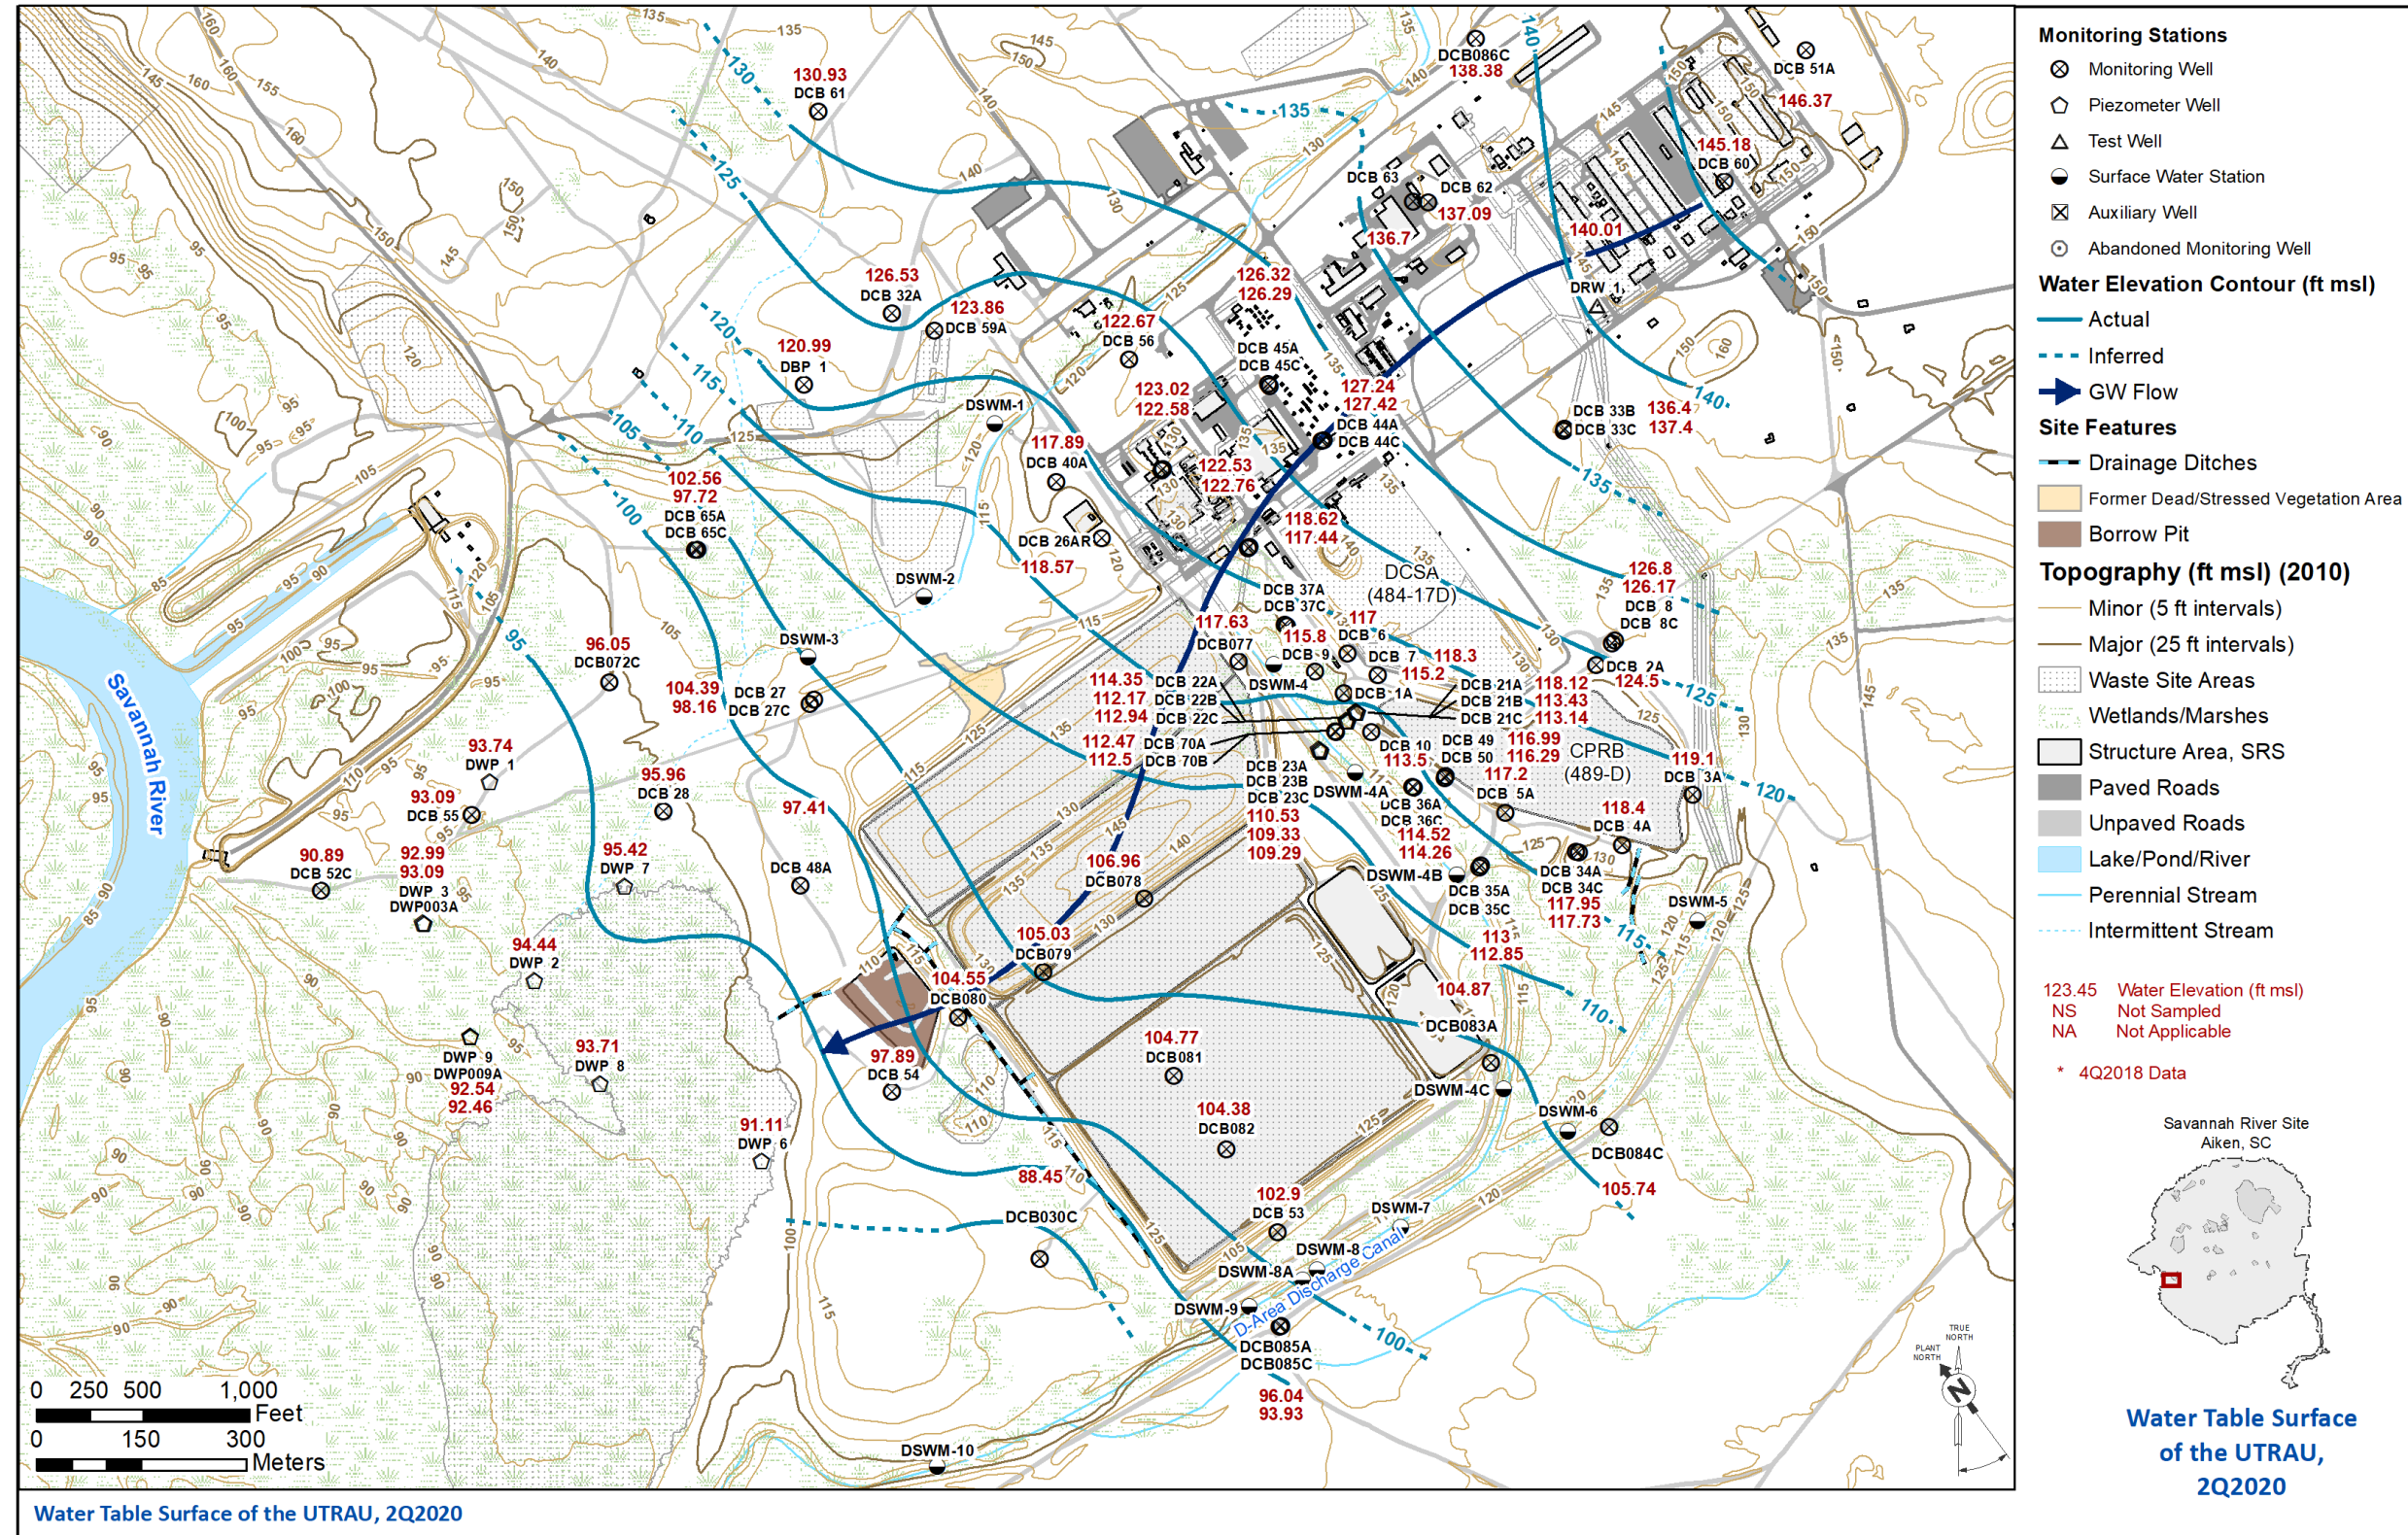 130.93
DCB 61
DCB086C
138.38
DCB 51A
146.37
145.18
DCB 60
DCB 63
DCB 62
137.09
136.7
140.01
DRW 1
126.53
DCB 32A
123.86
DCB 59A
126.32
126.29
DCB 45A
DCB 45C
122.67
DCB 56
120.99
DBP 1
123.02
122.58
127.24
127.42
DCB 44A
DCB 44C
DCB 33B
DCB 33C
136.4
137.4
DSWM-1
117.89
DCB 40A
122.53
122.76
102.56
97.72
DCB 65A
DCB 65C
DCB 26AR
118.57
118.62
117.44
DCSA
(484-17D)
DSWM-2
DCB 37A
DCB 37C
126.8
126.17
DCB 8
DCB 8C
DSWM-3
96.05
DCB072C
117.63
DCB077
115.8
DCB 9
117
DCB 6
DCB 7
118.3
115.2
DCB 2A
124.5
104.39
98.16
DCB 27
DCB 27C
114.35
112.17
112.94
DCB 22A
DCB 22B
DCB 22C
DSWM-4
DCB 1A
DCB 21A
DCB 21B
DCB 21C
118.12
113.43
113.14
112.47
112.5
DCB 70A
DCB 70B
DCB 10
113.5
DCB 49
DCB 50
116.99
116.29
CPRB
(489-D)
119.1
DCB 3A
93.74
DWP 1
95.96
DCB 28
93.09
DCB 55
97.41
DCB 23A
DCB 23B
DCB 23C
110.53
109.33
109.29
DSWM-4A
DCB 36A
DCB 36C
114.52
114.26
117.2
DCB 5A
118.4
DCB 4A
90.89
DCB 52C
92.99
93.09
DWP 3
DWP003A
95.42
DWP 7
DCB 48A
106.96
DCB078
DSWM-4B
DCB 35A
DCB 35C
113
112.85
DCB 34A
DCB 34C
117.95
117.73
DSWM-5
94.44
DWP 2
105.03
DCB079
104.55
DCB080
104.87
DCB083A
DWP 9
DWP009A
92.54
92.46
93.71
DWP 8
97.89
DCB 54
104.77
DCB081
DSWM-4C
104.38
DCB082
DSWM-6
DCB084C
105.74
91.11
DWP 6
88.45
DCB030C
102.9
DCB 53
DSWM-7
DSWM-8
DSWM-8A
DSWM-9
D-Area Discharge Canal
DCB085A
DCB085C
96.04
93.93
DSWM-10
Savannah River
130
125
120
115
110
105
100
95
135
140
140
135
125
120
115
110
100
0 250 500 1,000
Feet
0 150 300
Meters
TRUE
NORTH
PLANT
NORTH
N
Water Table Surface of the UTRAU, 2Q2020
Monitoring Stations
Monitoring Well
Piezometer Well
Test Well
Surface Water Station
Auxiliary Well
Abandoned Monitoring Well
Water Elevation Contour (ft msl)
Actual
Inferred
GW Flow
Site Features
Drainage Ditches
Former Dead/Stressed Vegetation Area
Borrow Pit
Topography (ft msl) (2010)
Minor (5 ft intervals)
Major (25 ft intervals)
Waste Site Areas
Wetlands/Marshes
Structure Area, SRS
Paved Roads
Unpaved Roads
Lake/Pond/River
Perennial Stream
Intermittent Stream
123.45 Water Elevation (ft msl)
NS Not Sampled
NA Not Applicable
* 4Q2018 Data
Savannah River Site
Aiken, SC
Water Table Surface
of the UTRAU,
2Q2020